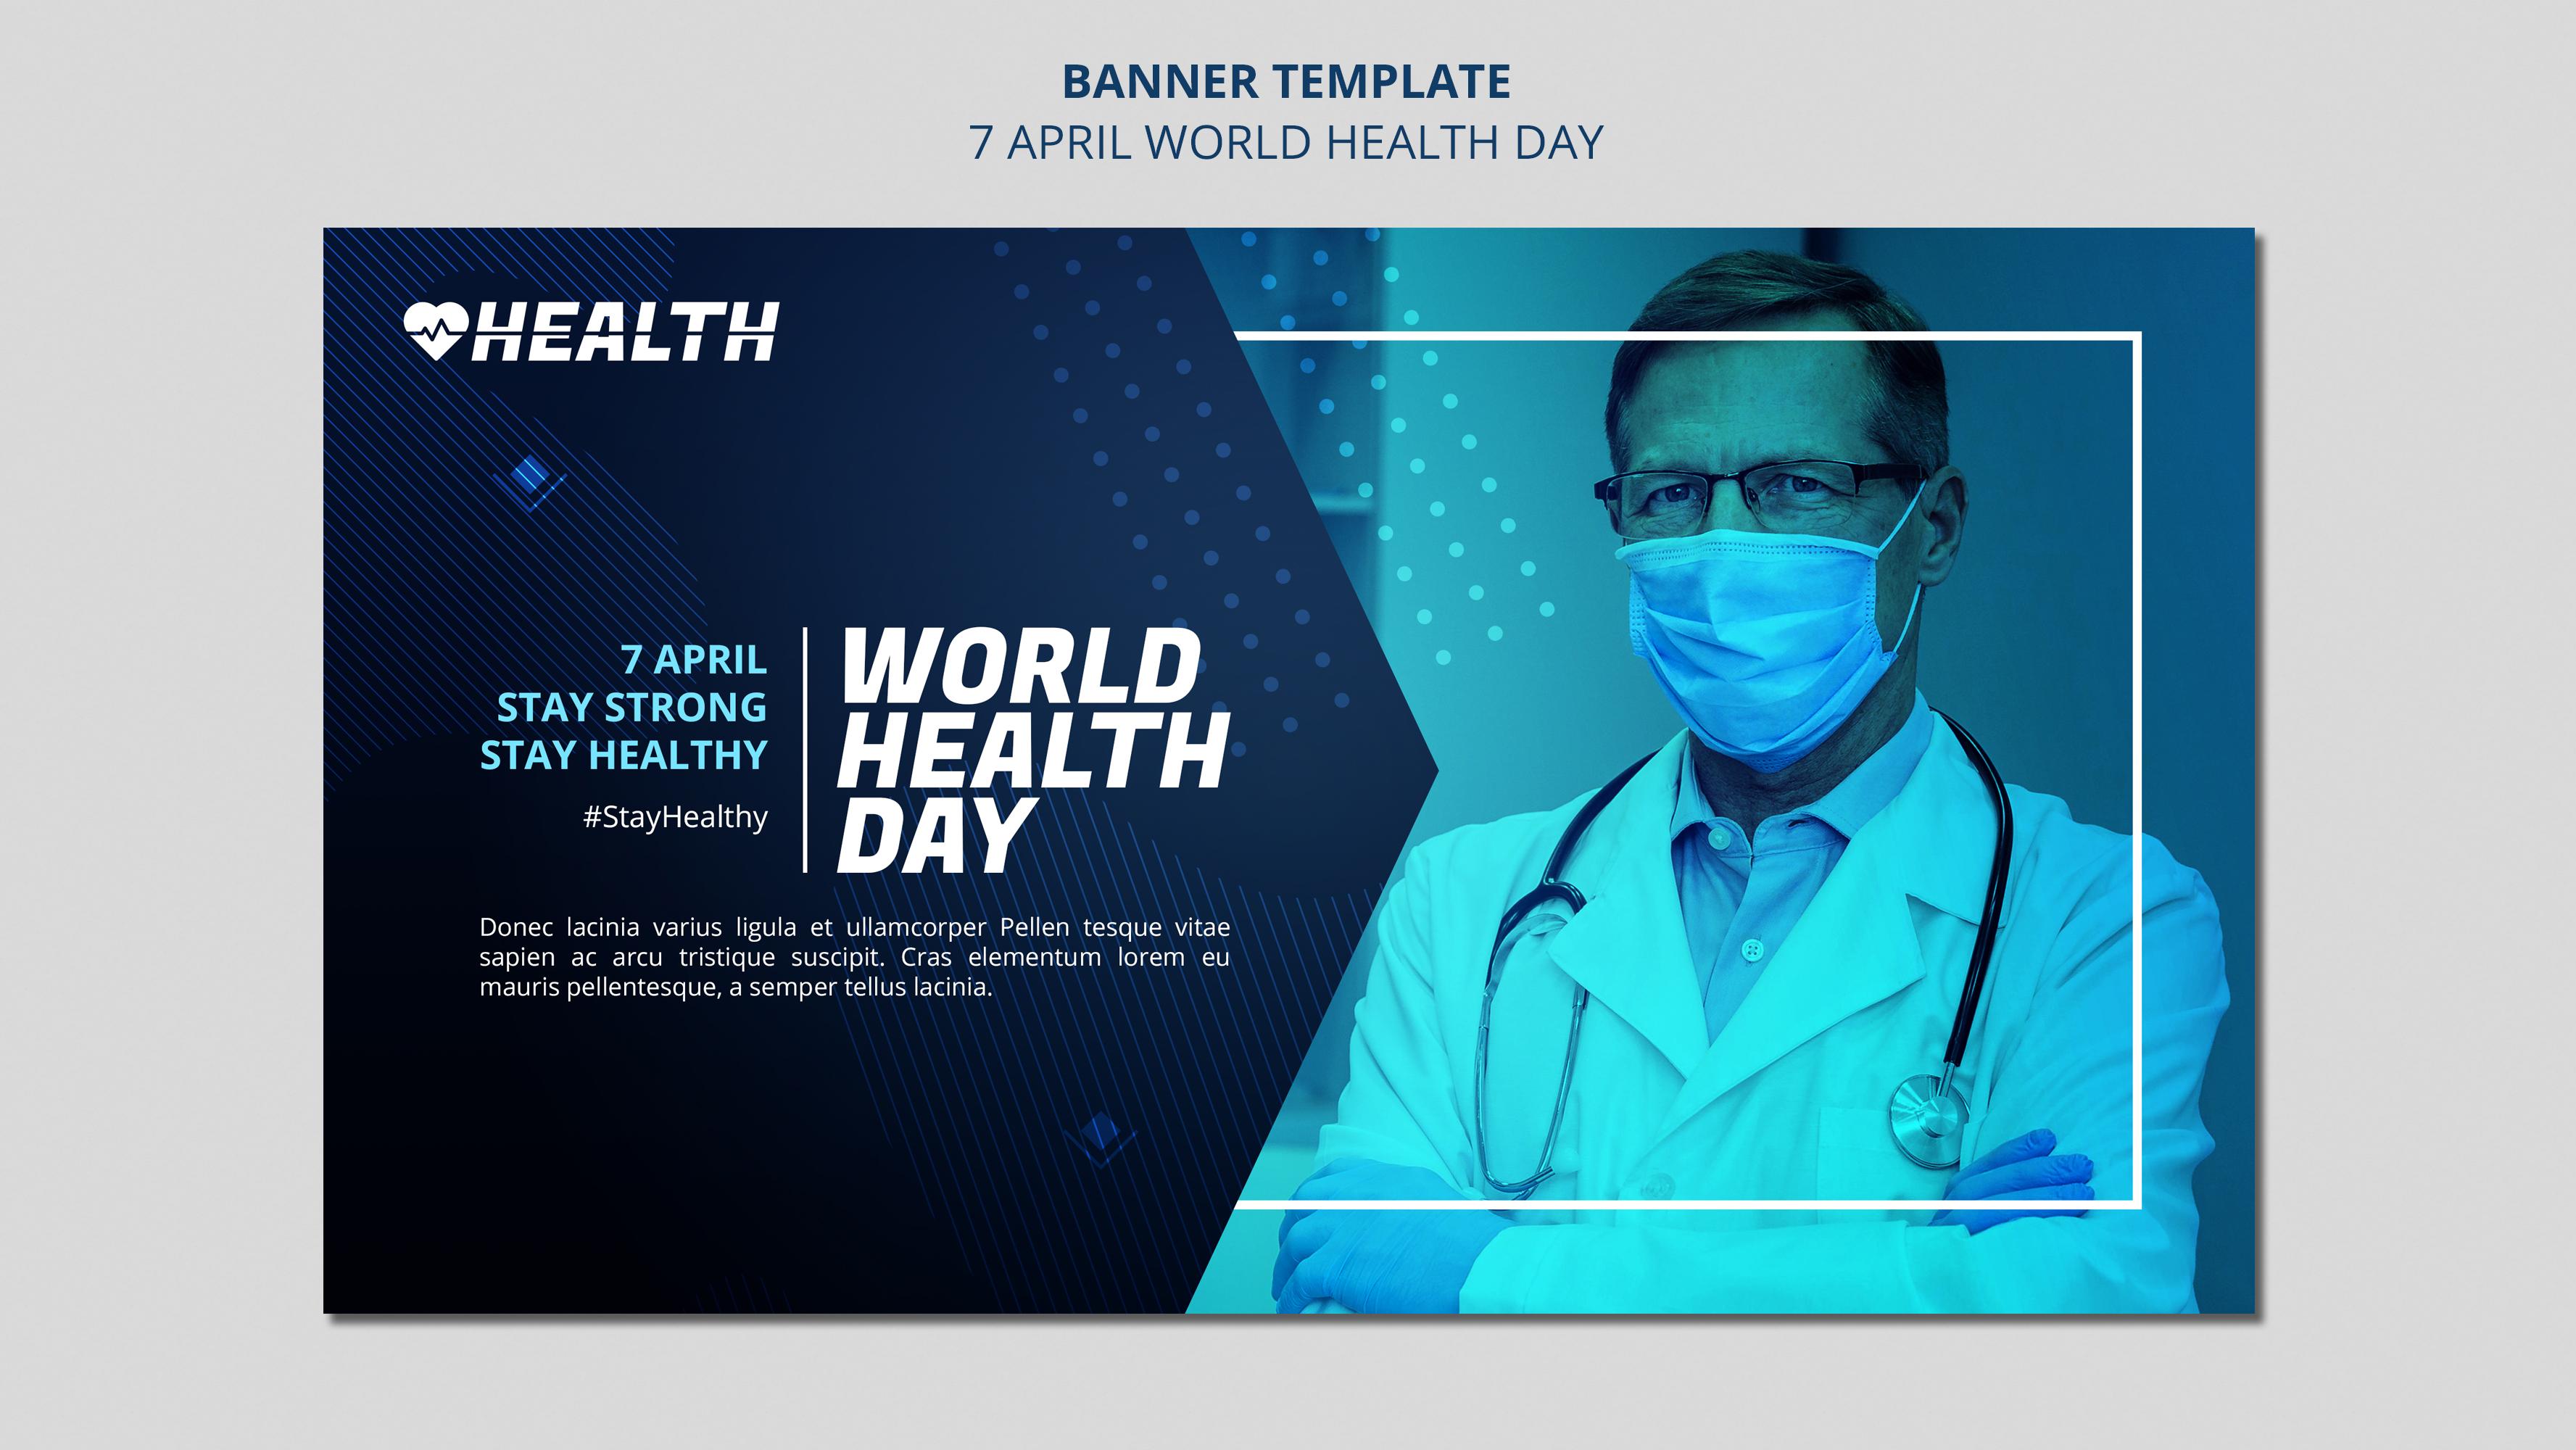 BANNER TEMPLATE
7 APRIL WORLD HEALTH DAY
HEALTH
7 APRIL
STAY STRONG
STAY HEALTHY
#StayHealthy
WORLD
HEALTH
DAY
Donec lacinia varius ligula et ullamcorper Pellen tesque vitae
sapien ac arcu tristique suscipit. Cras elementum lorem eu
mauris pellentesque, a semper tellus lacinia.